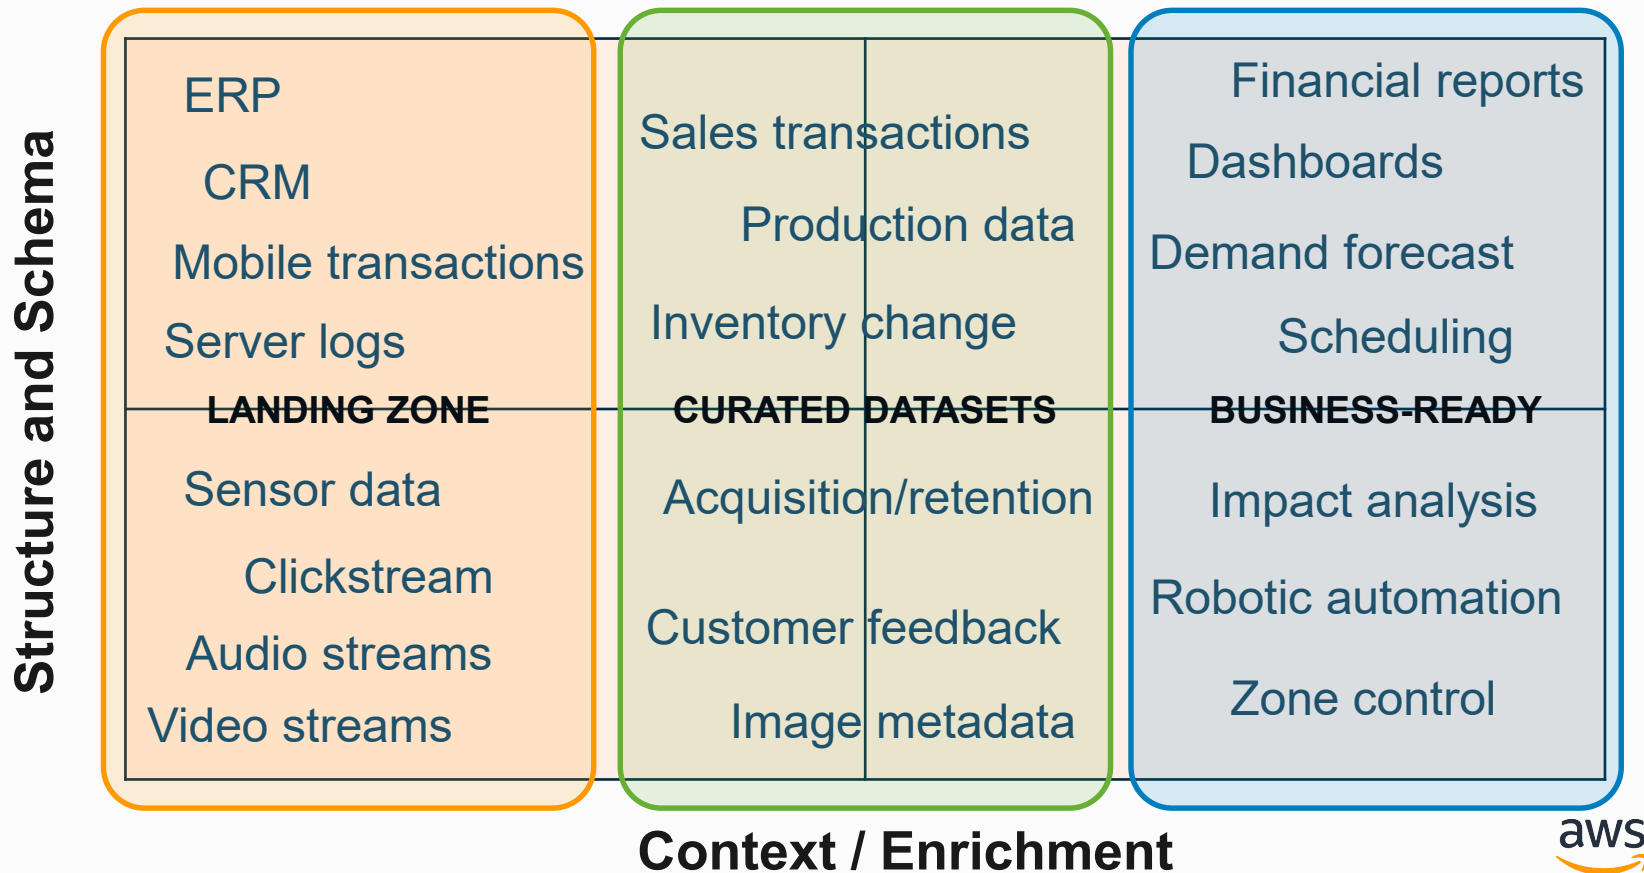 Structure and Schema
ERP
CRM
Mobile transactions
Server logs
LANDING ZONE
Sensor data
Clickstream
Audio streams
Video streams
Sales transactions
Production data
Inventory change
CURATED DATASETS
Acquisition/retention
Customer feedback
Image metadata
Financial reports
Dashboards
Demand forecast
Scheduling
BUSINESS-READY
Impact analysis
Robotic automation
Zone control
Context / Enrichment
aws